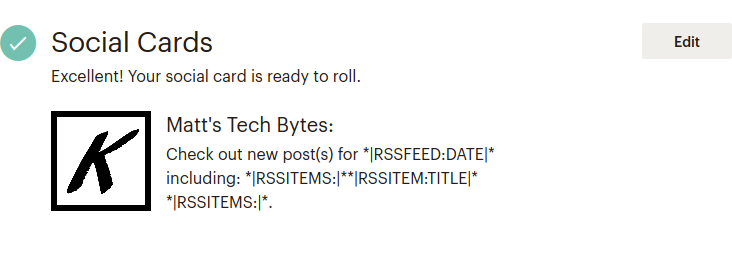 Social Cards
Edit
Excellent! Your social card is ready to roll.
K
Matt's Tech Bytes:
Check out new post(s) for *|RSSFEED:DATE|*
including: *|RSSITEMS:|**|RSSITEM:TITLE|*
*|RSSITEMS:|*.